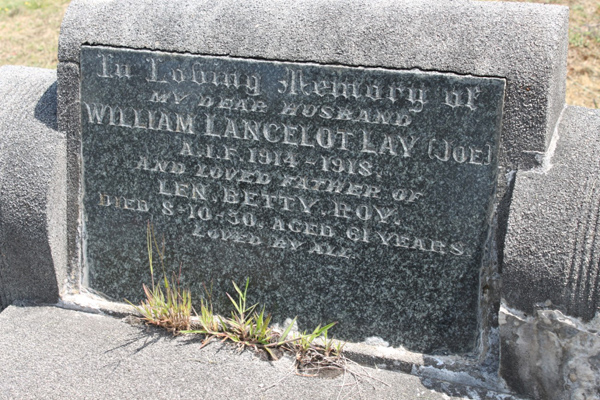 In Loving Memory of
MY DEAR HUSBAND
WILLIAM LANCELOT LAY (JOE)
A.I.F. 1914-1918.
AND LOVED FATHER OF
LEN. BETTY. ROY.
DIED 8-10-50. AGED 61 YEARS
LOVED BY ALL